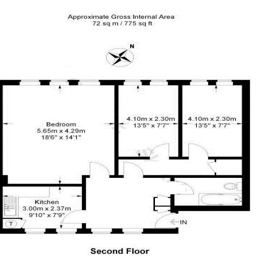 Approximate Gross Internal Area
72 sq m / 775 sq ft
N
Bedroom
5.65m x 4.29m
18'6" x 14'1"
4.10m x 2.30m
13'5" x 7'7"
4.10m x 2.30m
13'5" x 7'7"
Kitchen
3.00m x 2.37m
9'10" x 7'9"
T
IN
Second Floor